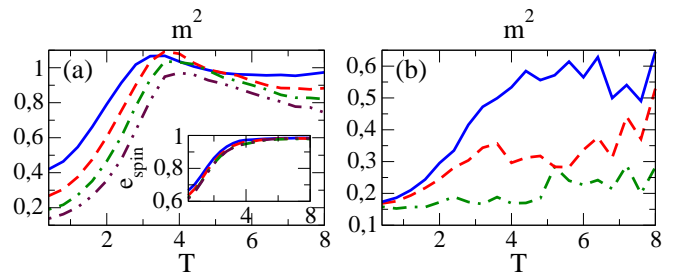 m² m²
1 (a) 0,6 (b)
0,8 0,5
0,6 1 0,4
0,4 e_spin 0,8 0,3
0,2 0,6 4 8 0,2
0,1
2 4 6 8 2 4 6 8
T T